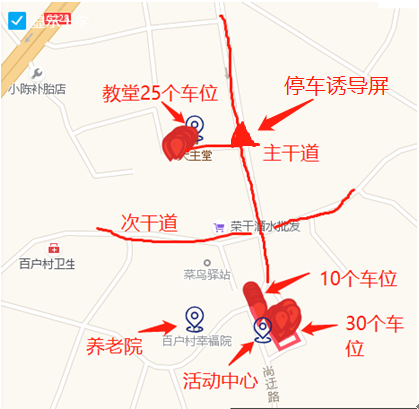 G228
小陈补胎店
教堂25个车位
停车诱导屏
天主堂
主干道
次干道
荣干酒水批发
百户村卫生
菜鸟驿站
10个车位
养老院
百户村幸福院
30个车
位
活动中心
尚迁路